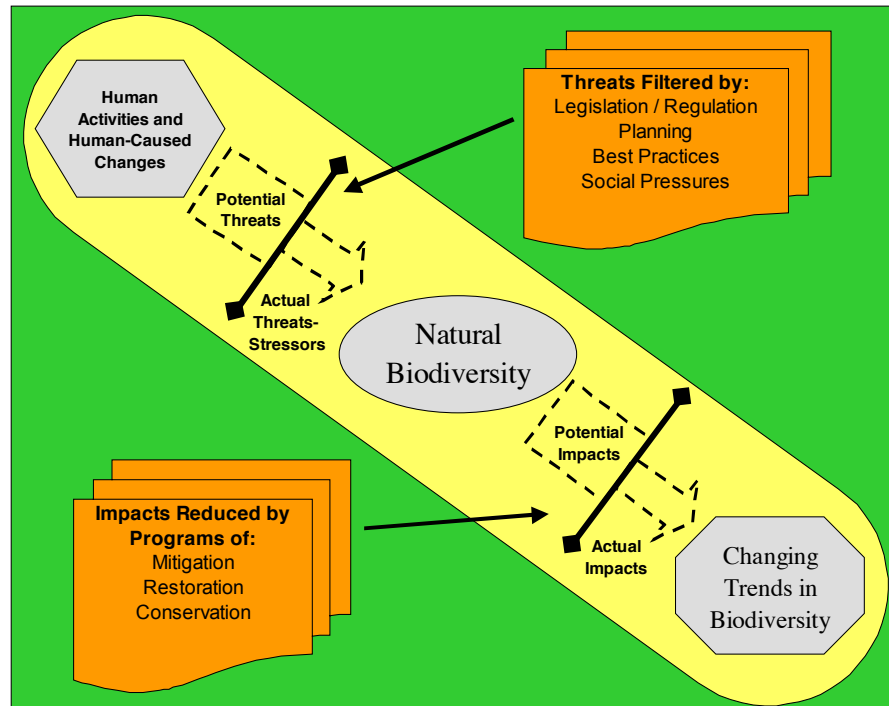 Human
Activities and
Human-Caused
Changes
Threats Filtered by:
Legislation / Regulation
Planning
Best Practices
Social Pressures
Potential
Threats
Actual
Threats-
Stressors
Natural
Biodiversity
Potential
Impacts
Actual
Impacts
Impacts Reduced by
Programs of:
Mitigation
Restoration
Conservation
Changing
Trends in
Biodiversity